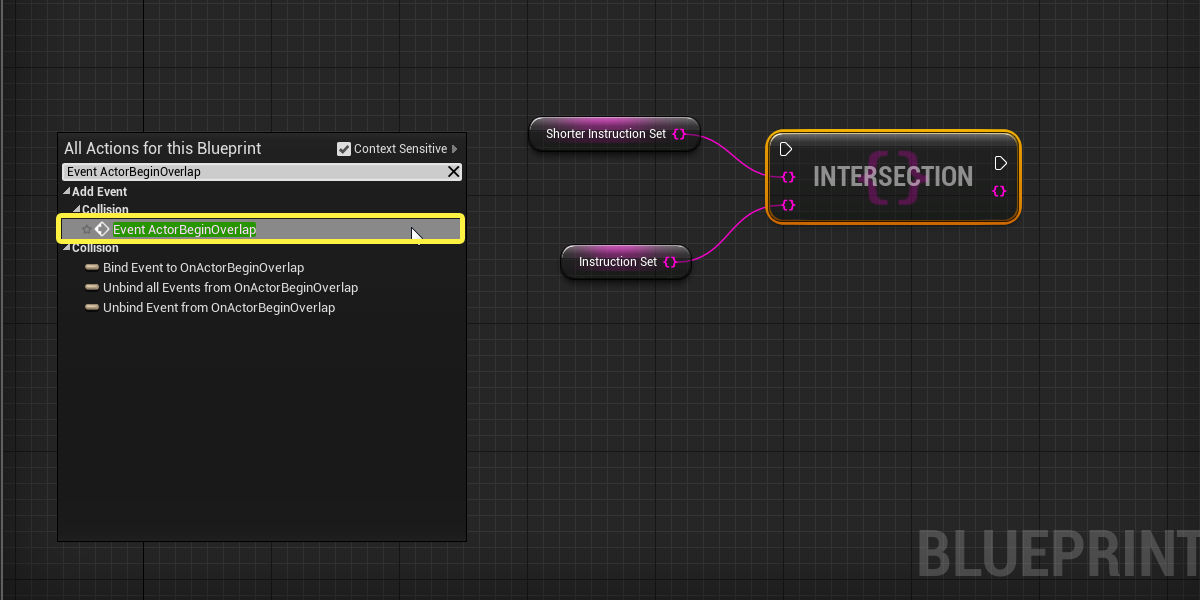 All Actions for this Blueprint
Context Sensitive
Event ActorBeginOverlap
Add Event
Collision
Event ActorBeginOverlap
Collision
Bind Event to OnActorBeginOverlap
Unbind all Events from OnActorBeginOverlap
Unbind Event from OnActorBeginOverlap
Shorter Instruction Set
Instruction Set
INTERSECTION
BLUEPRINT